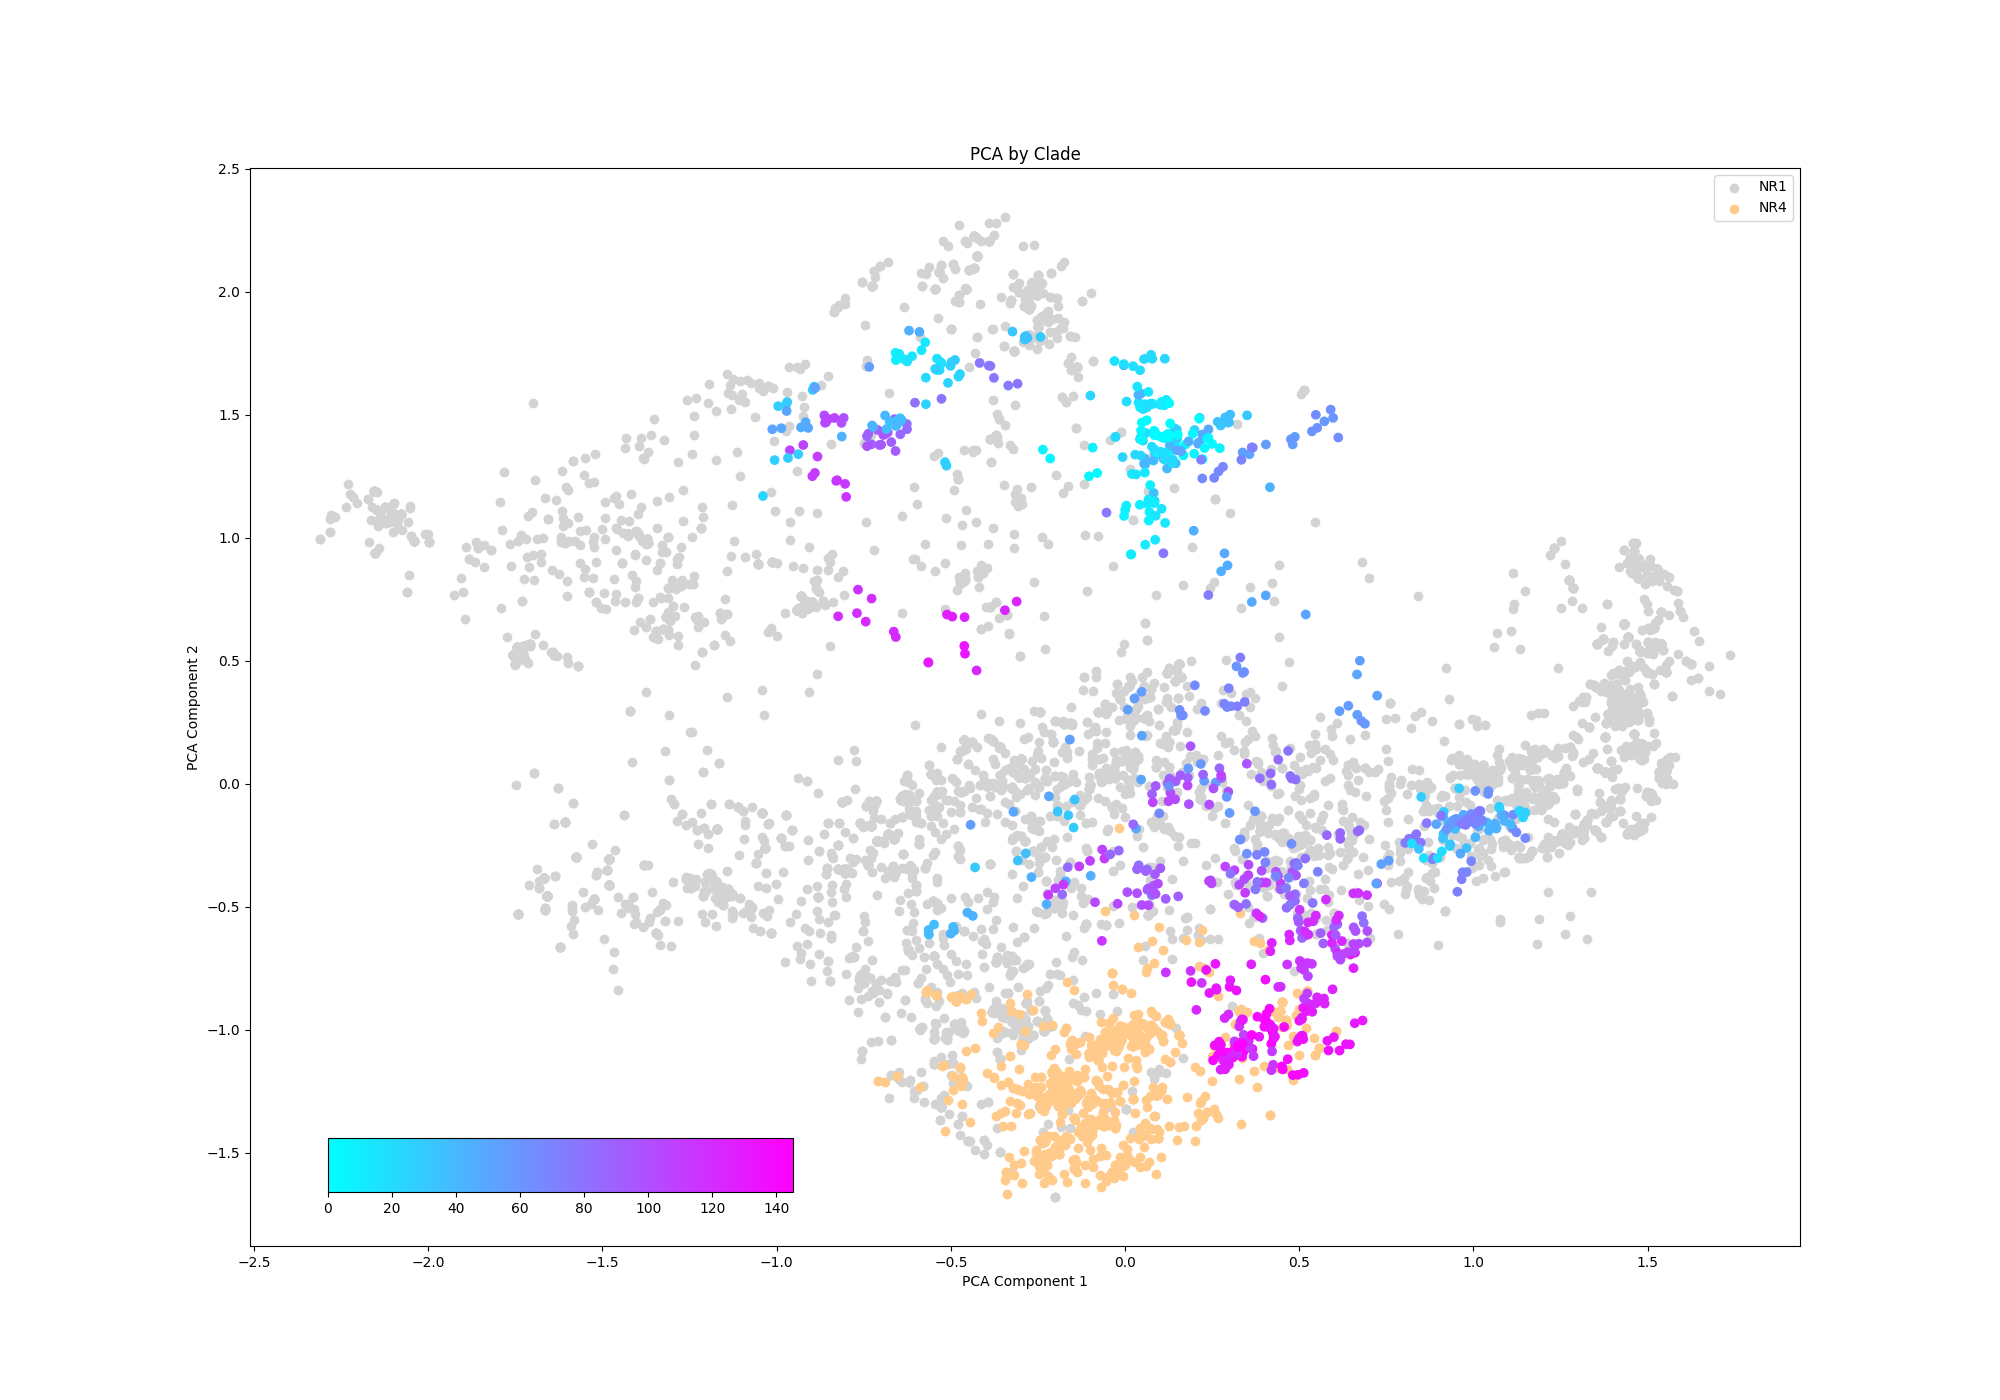 PCA by Clade
NR1
NR4
2.5
2.0
1.5
1.0
0.5
0.0
−0.5
−1.0
−1.5
PCA Component 2
0 20 40 60 80 100 120 140
−2.5 −2.0 −1.5 −1.0 −0.5 0.0 0.5 1.0 1.5
PCA Component 1